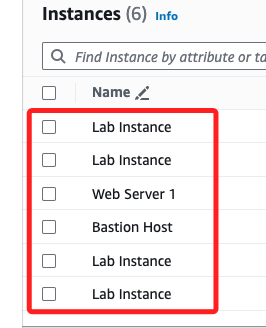 Instances (6) Info
Find Instance by attribute or ta
Name
Lab Instance
Lab Instance
Web Server 1
Bastion Host
Lab Instance
Lab Instance